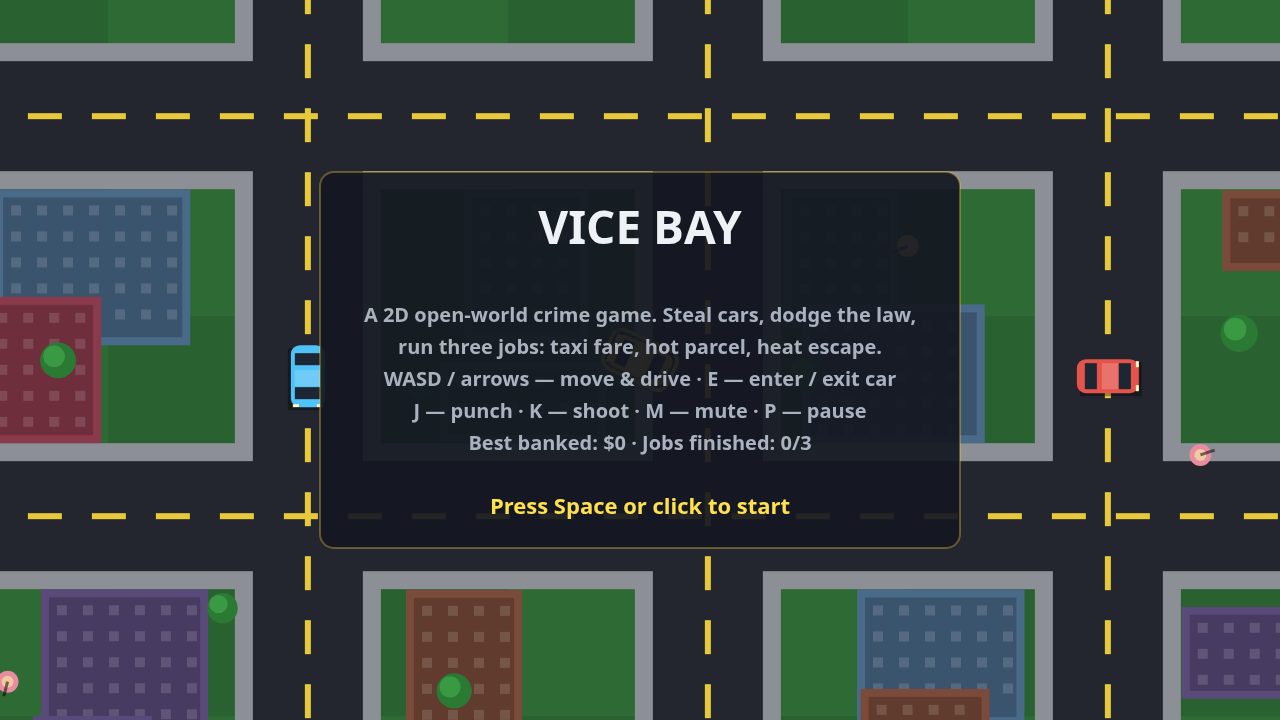 VICE BAY
A 2D open-world crime game. Steal cars, dodge the law,
run three jobs: taxi fare, hot parcel, heat escape.
WASD / arrows — move & drive · E — enter / exit car
J — punch · K — shoot · M — mute · P — pause
Best banked: $0 · Jobs finished: 0/3
Press Space or click to start